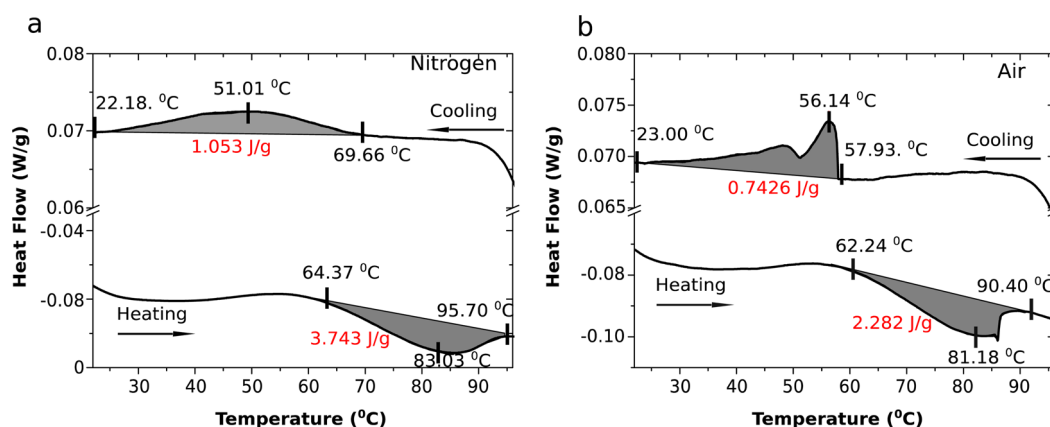 a
Nitrogen
Cooling
Heating
22.18. ⁰C
51.01 ⁰C
69.66 ⁰C
1.053 J/g
64.37 ⁰C
95.70 ⁰C
83.03 ⁰C
3.743 J/g
0.08
0.07
0.06
-0.04
-0.08
0
30 40 50 60 70 80 90
Heat Flow (W/g)
Temperature (⁰C)
b
Air
Cooling
Heating
23.00 ⁰C
56.14 ⁰C
57.93. ⁰C
0.7426 J/g
62.24 ⁰C
90.40 ⁰C
81.18 ⁰C
2.282 J/g
0.080
0.075
0.070
0.065
-0.08
-0.10
30 40 50 60 70 80 90
Heat Flow (W/g)
Temperature (⁰C)